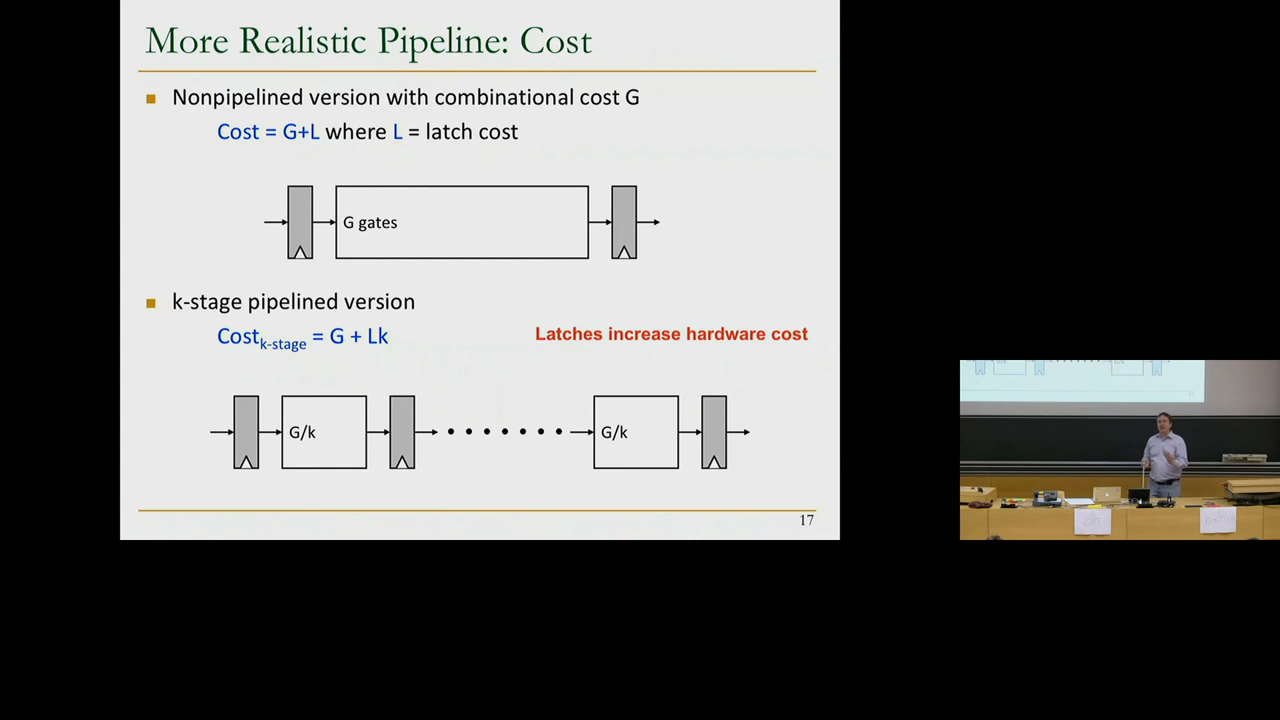 More Realistic Pipeline: Cost
Nonpipelined version with combinational cost G
Cost = G+L where L = latch cost
G gates
k-stage pipelined version
Costk-stage = G + Lk
Latches increase hardware cost
G/k
G/k
17